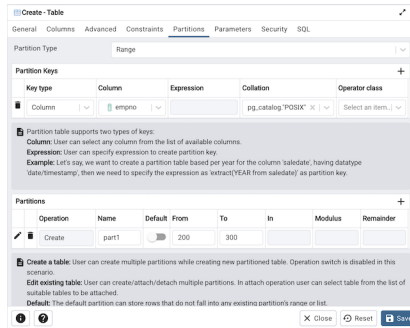 Create - Table
General Columns Advanced Constraints Partitions Parameters Security SQL
Partition Type Range
Partition Keys
Key type Column Expression Collation Operator class
Column empno pg_catalog."POSIX" Select an item...
Partition table supports two types of keys:
Column: User can select any column from the list of available columns.
Expression: User can specify expression to create partition key.
Example: Let's say, we want to create a partition table based per year for the column 'saledate', having datatype
'date/timestamp', then we need to specify the expression as 'extract(YEAR from saledate)' as partition key.
Partitions
Operation Name Default From To In Modulus Remainder
Create part1 200 300
Create a table: User can create multiple partitions while creating new partitioned table. Operation switch is disabled in this
scenario.
Edit existing table: User can create/attach/detach multiple partitions. In attach operation user can select table from the list of
suitable tables to be attached.
Default: The default partition can store rows that do not fall into any existing partition's range or list.
Close Reset Save